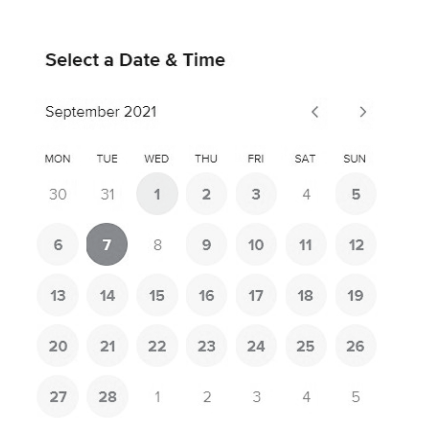 Select a Date & Time
September 2021
MON TUE WED THU FRI SAT SUN
30 31 1 2 3 4 5
6 7 8 9 10 11 12
13 14 15 16 17 18 19
20 21 22 23 24 25 26
27 28 1 2 3 4 5